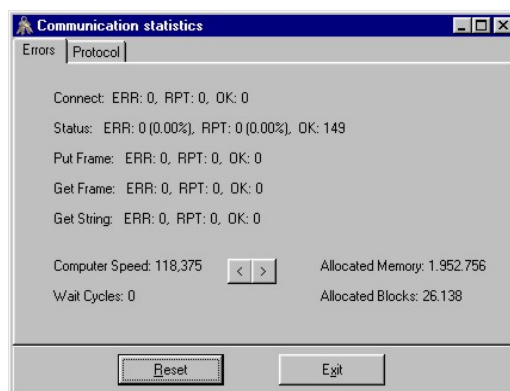 Communication statistics
Errors Protocol
Connect: ERR: 0, RPT: 0, OK: 0
Status: ERR: 0 (0.00%), RPT: 0 (0.00%), OK: 149
Put Frame: ERR: 0, RPT: 0, OK: 0
Get Frame: ERR: 0, RPT: 0, OK: 0
Get String: ERR: 0, RPT: 0, OK: 0
Computer Speed: 118,375 < > Allocated Memory: 1.952.756
Wait Cycles: 0 Allocated Blocks: 26.138
Reset Exit